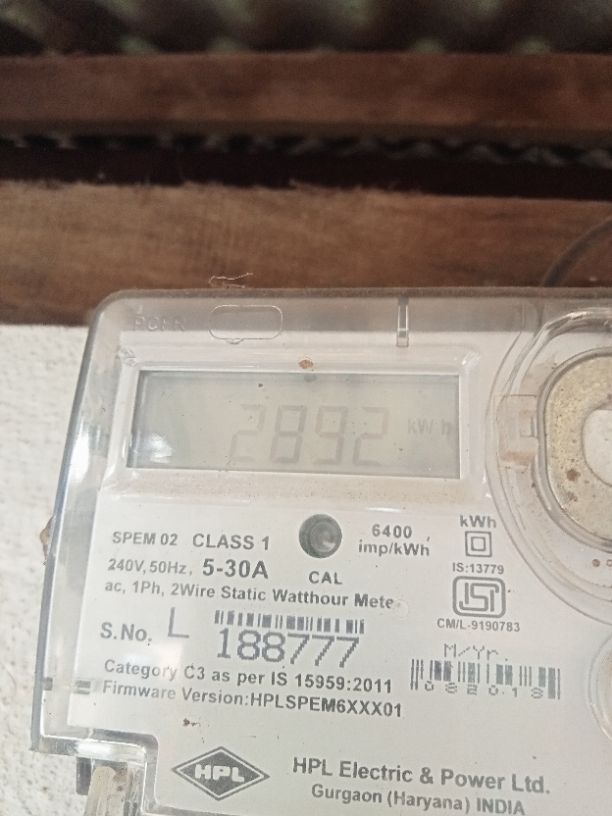 2892 kWh
SPEM 02 CLASS 1
240V, 50Hz, 5-30A
CAL
6400
imp/kWh
kWh
IS:13779
ac, 1Ph, 2Wire Static Watthour Mete
CM/L-9190783
S.No. L 188777
M/Yr.
082018
Category C3 as per IS 15959:2011
Firmware Version:HPLSPEM6XXX01
HPL
HPL Electric & Power Ltd.
Gurgaon (Haryana) INDIA